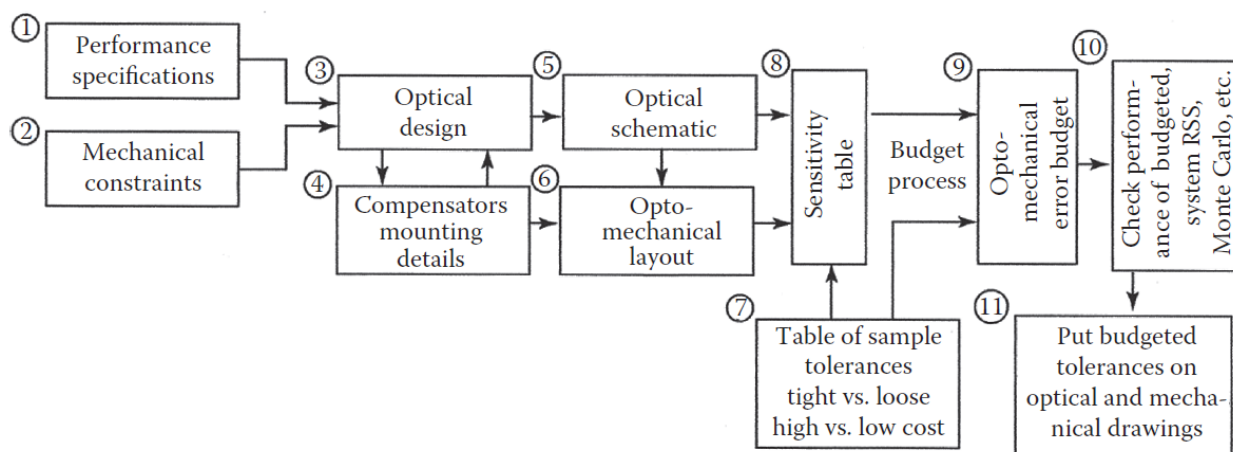 ①
Performance
specifications
②
Mechanical
constraints
③
Optical
design
④
Compensators
mounting
details
⑤
Optical
schematic
⑥
Opto-
mechanical
layout
⑦
Table of sample
tolerances
tight vs. loose
high vs. low cost
⑧
Sensitivity
table
Budget
process
⑨
Opto-
mechanical
error budget
⑩
Check perform-
ance of budgeted,
system RSS,
Monte Carlo, etc.
⑪
Put budgeted
tolerances on
optical and mecha-
nical drawings